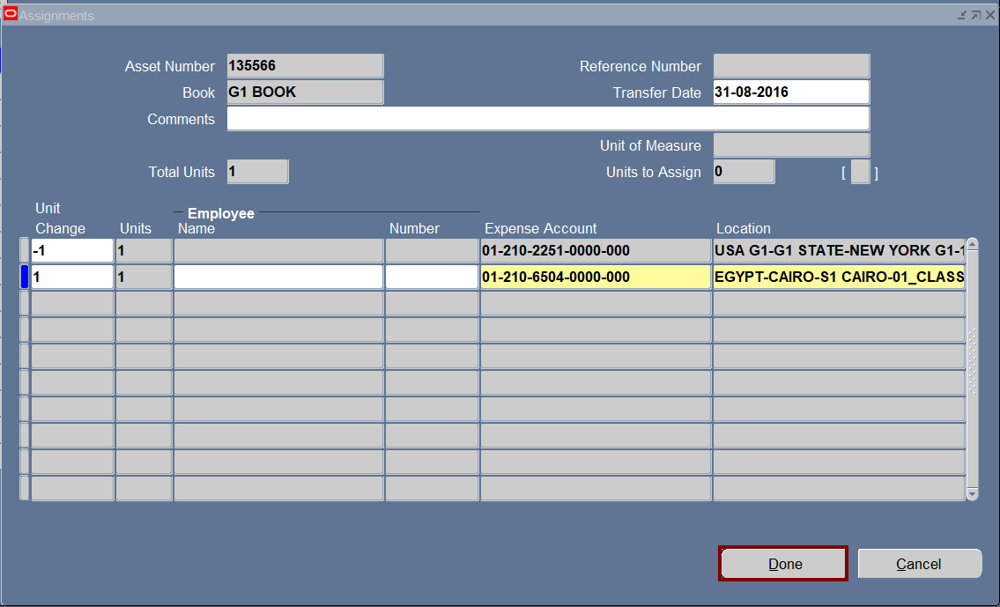 Assignments
Asset Number 135566 Reference Number
Book G1 BOOK Transfer Date 31-08-2016
Comments
Unit of Measure
Total Units 1 Units to Assign 0 [ ]
Unit
Employee
Change Units Name Number Expense Account Location
-1 1 01-210-2251-0000-000 USA G1-G1 STATE-NEW YORK G1-1
1 1 01-210-6504-0000-000 EGYPT-CAIRO-S1 CAIRO-01_CLASS
Done Cancel